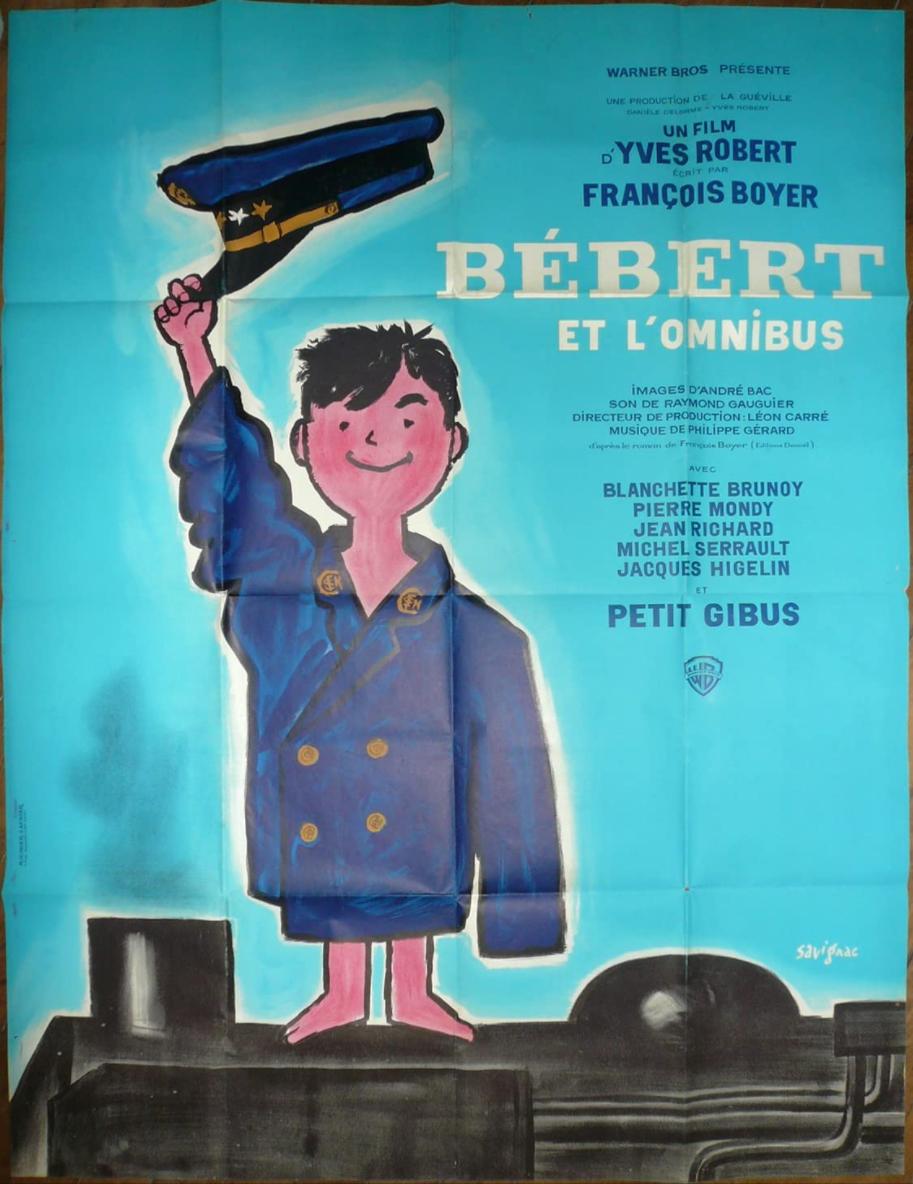 WARNER BROS PRÉSENTE
UNE PRODUCTION DE LA GUÉVILLE
DANIÈLE DELORME - YVES ROBERT
UN FILM
D'YVES ROBERT
ÉCRIT PAR
FRANÇOIS BOYER
BÉBERT
ET L'OMNIBUS
IMAGES D'ANDRÉ BAC
SON DE RAYMOND GAUGUIER
DIRECTEUR DE PRODUCTION: LÉON CARRÉ
MUSIQUE DE PHILIPPE GÉRARD
d'après le roman de François Boyer (Editions Denoël)
AVEC
BLANCHETTE BRUNOY
PIERRE MONDY
JEAN RICHARD
MICHEL SERRAULT
JACQUES HIGELIN
ET
PETIT GIBUS
savignac